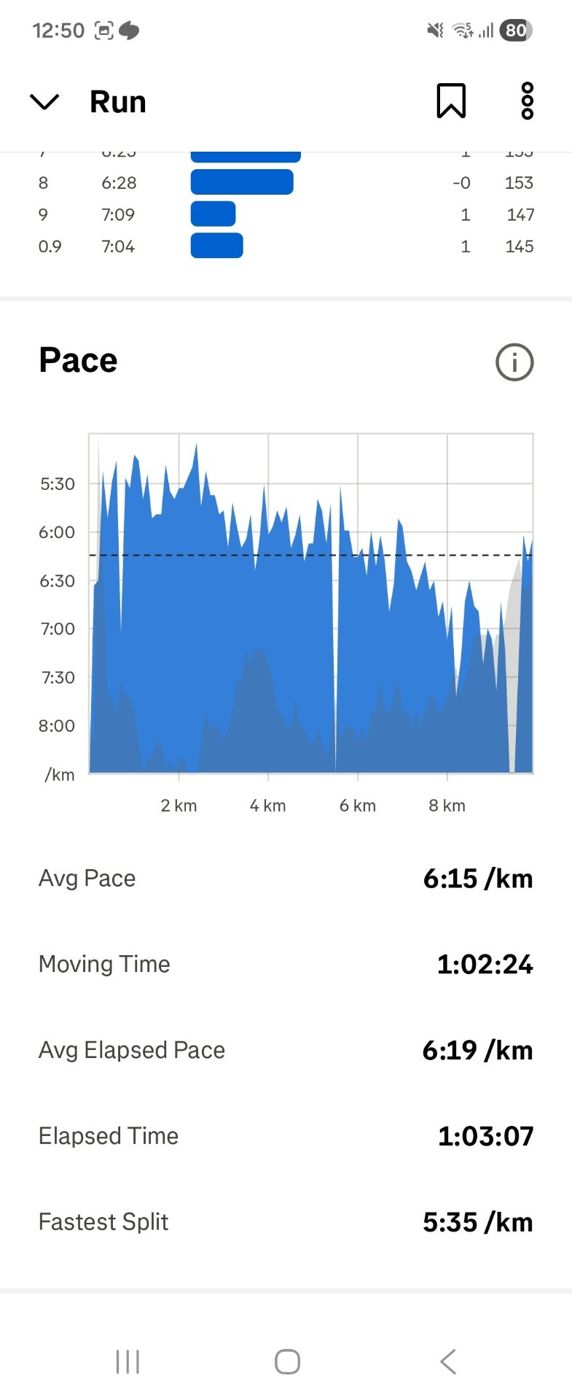 12:50 80
Run
8 6:28 -0 153
9 7:09 1 147
0.9 7:04 1 145
Pace
5:30
6:00
6:30
7:00
7:30
8:00
/km
2 km 4 km 6 km 8 km
Avg Pace 6:15 /km
Moving Time 1:02:24
Avg Elapsed Pace 6:19 /km
Elapsed Time 1:03:07
Fastest Split 5:35 /km